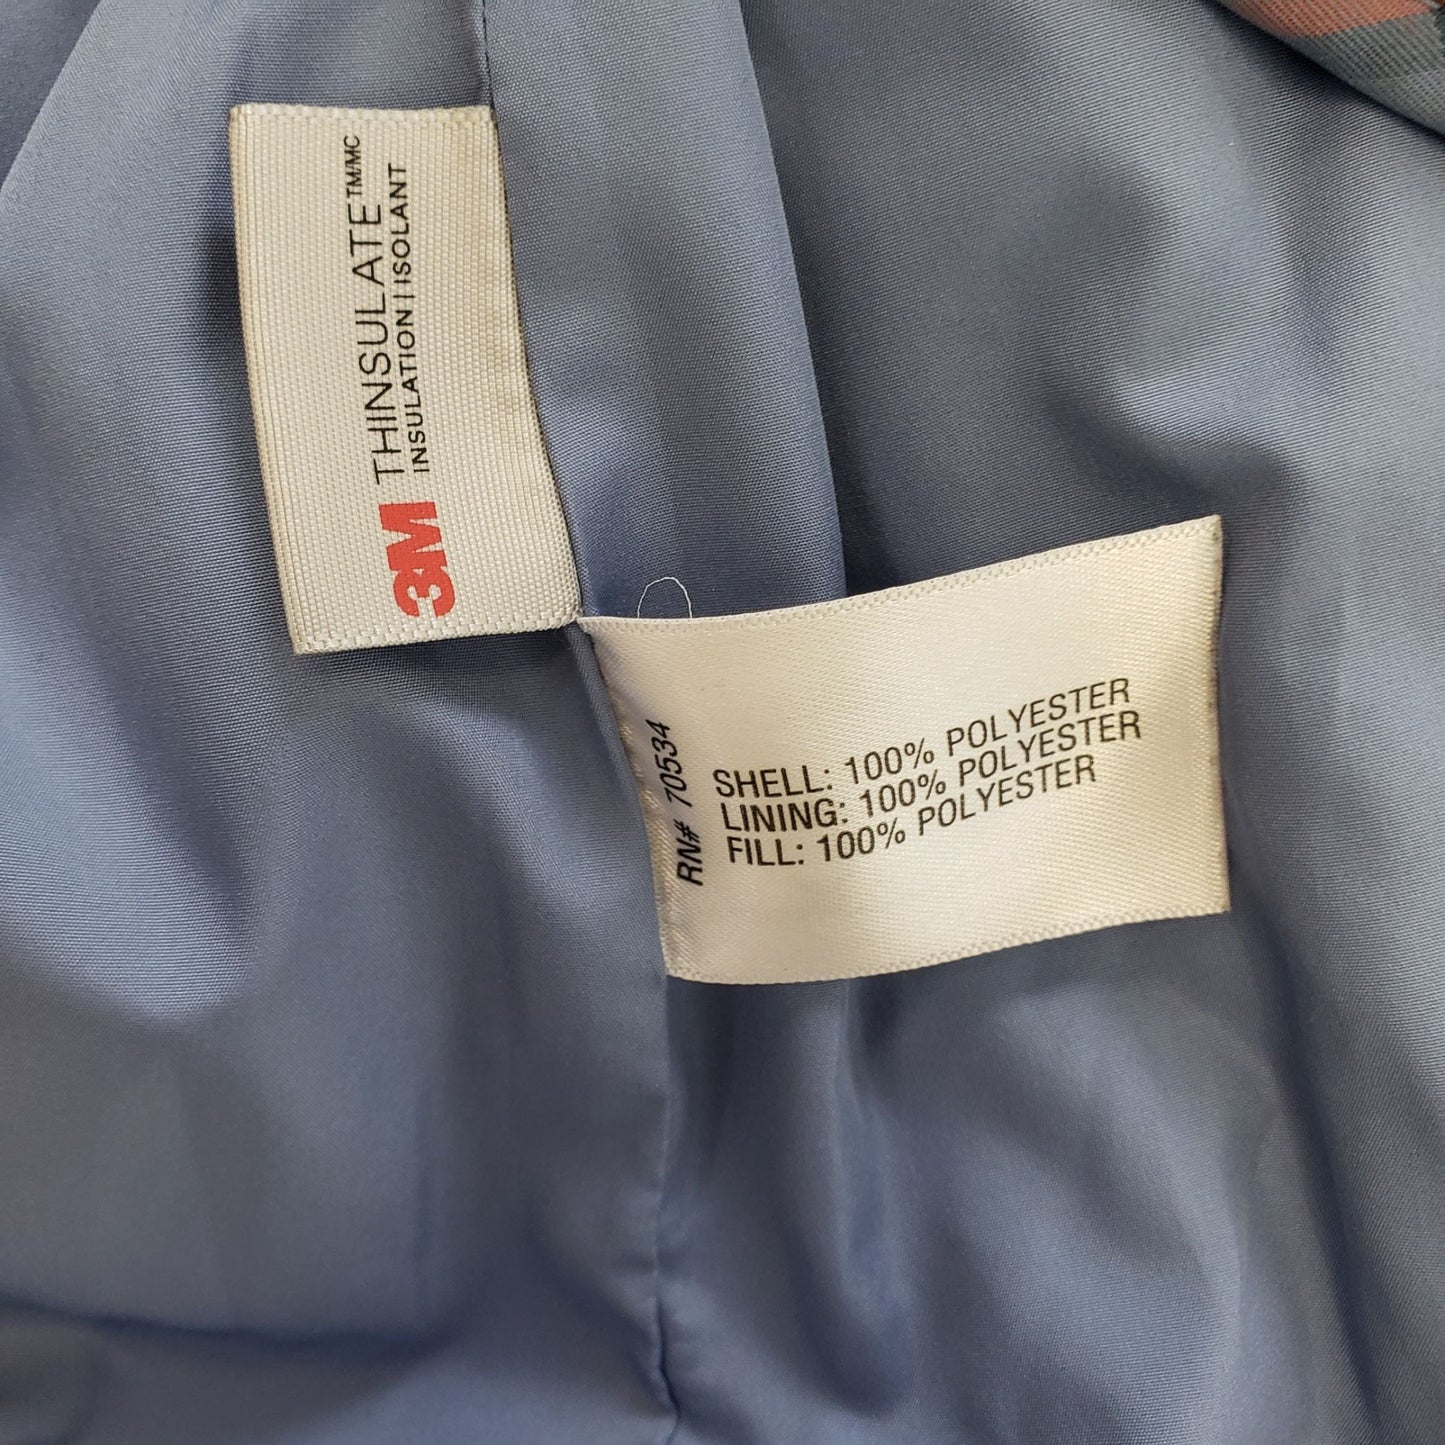 3M THINSULATE™/MC
INSULATION | ISOLANT
RN# 70534
SHELL: 100% POLYESTER
LINING: 100% POLYESTER
FILL: 100% POLYESTER